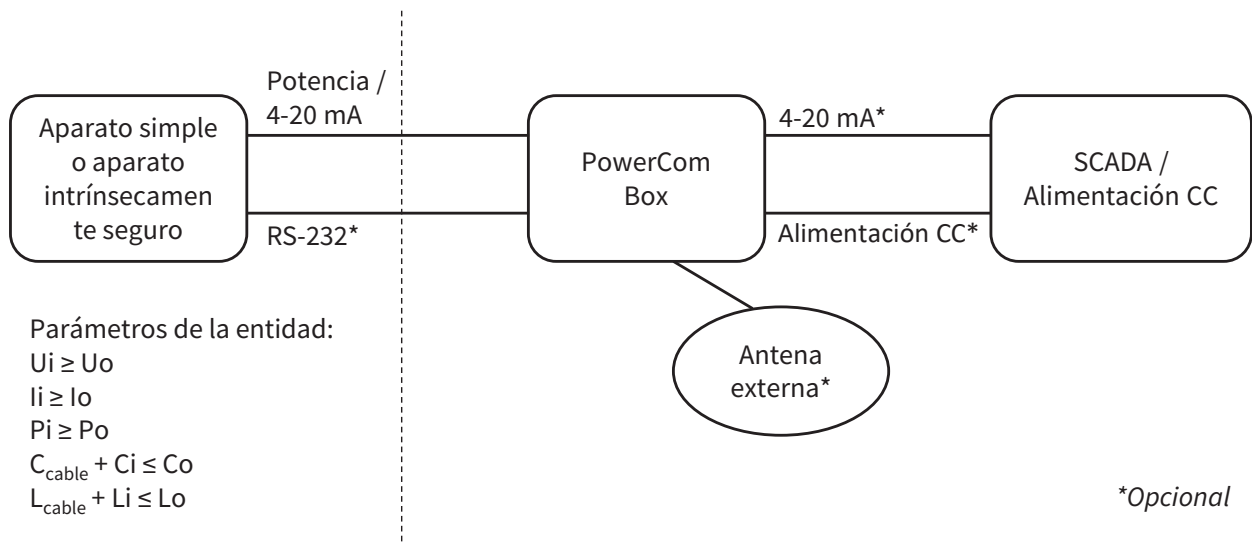 Potencia /
4-20 mA
Aparato simple
o aparato
intrínsecamen
te seguro
RS-232*
PowerCom
Box
4-20 mA*
Alimentación CC*
SCADA /
Alimentación CC
Antena
externa*
Parámetros de la entidad:
Ui ≥ Uo
Ii ≥ Io
Pi ≥ Po
Ccable + Ci ≤ Co
Lcable + Li ≤ Lo
*Opcional